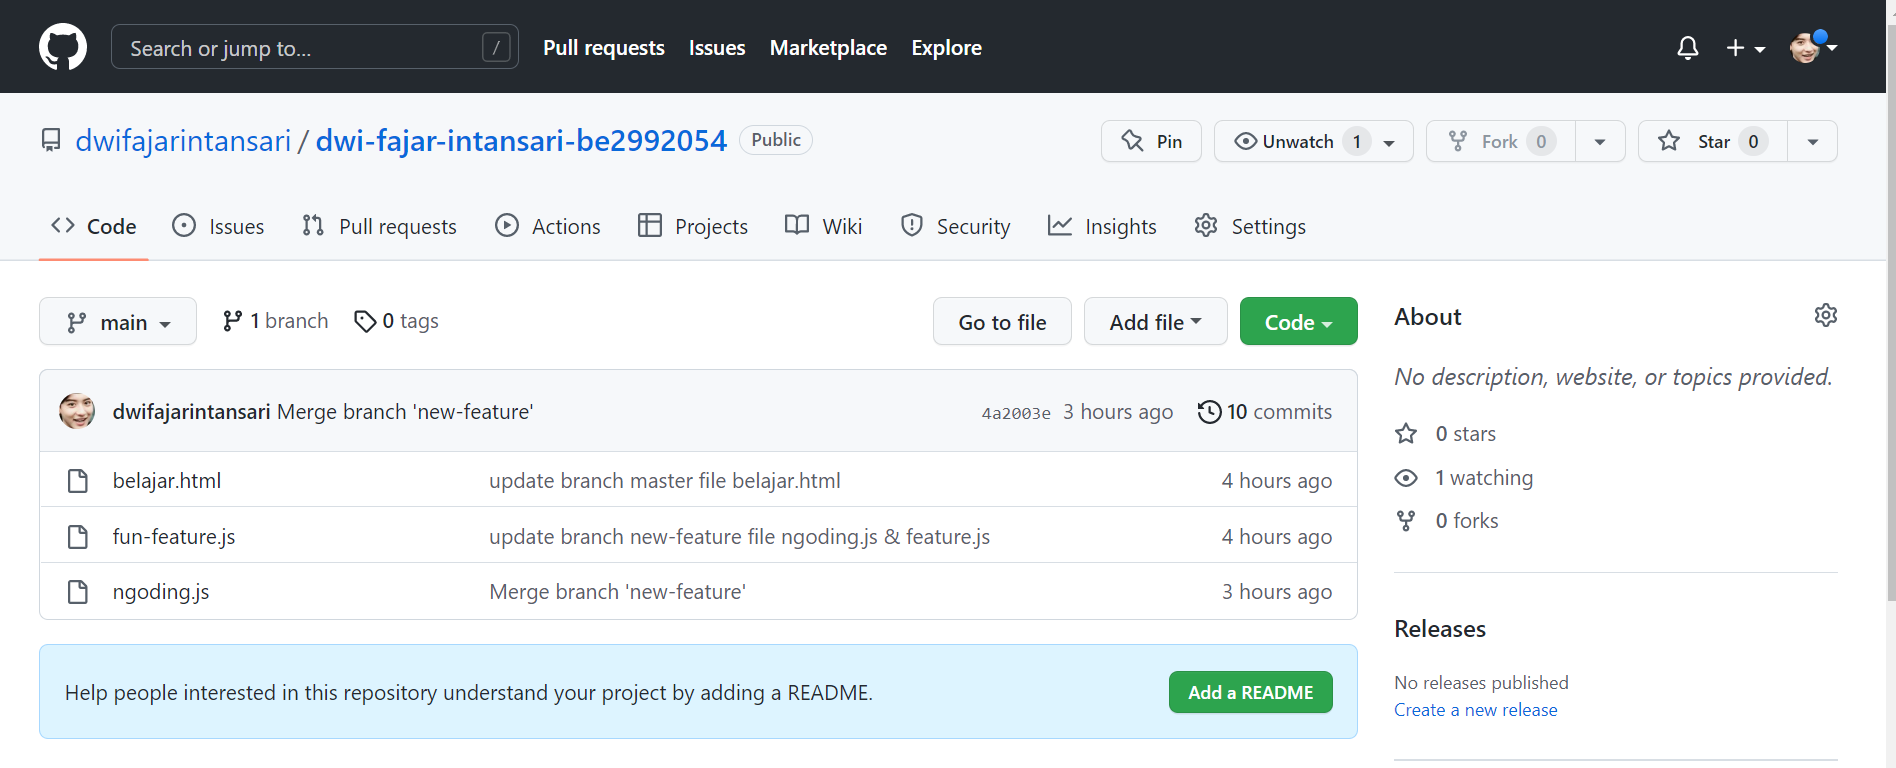 Search or jump to... /
Pull requests Issues Marketplace Explore
dwifajarintansari / dwi-fajar-intansari-be2992054 Public
Pin
Unwatch 1
Fork 0
Star 0
Code Issues Pull requests Actions Projects Wiki Security Insights Settings
main
1 branch
0 tags
Go to file
Add file
Code
dwifajarintansari Merge branch 'new-feature' 4a2003e 3 hours ago 10 commits
belajar.html update branch master file belajar.html 4 hours ago
fun-feature.js update branch new-feature file ngoding.js & feature.js 4 hours ago
ngoding.js Merge branch 'new-feature' 3 hours ago
Help people interested in this repository understand your project by adding a README.
Add a README
About
No description, website, or topics provided.
0 stars
1 watching
0 forks
Releases
No releases published
Create a new release